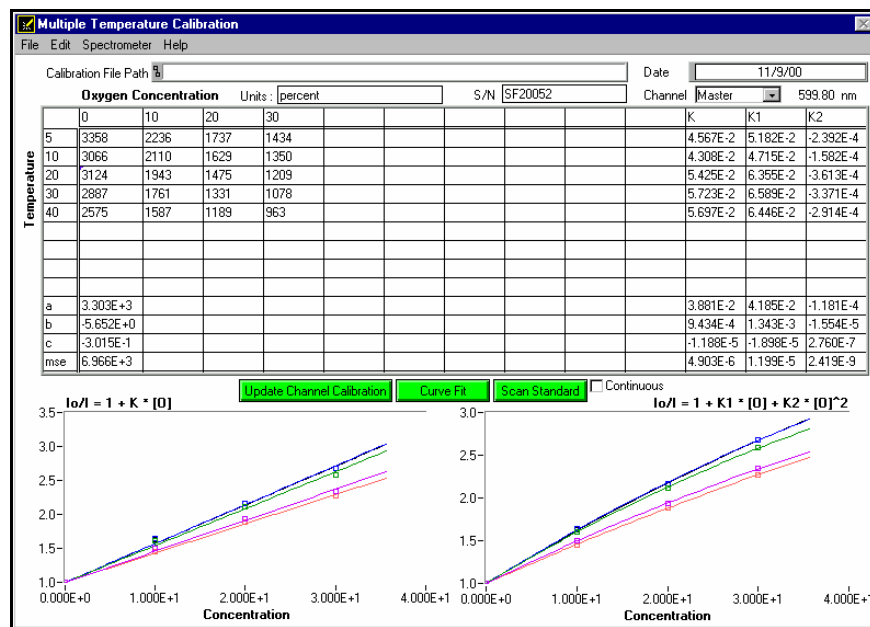 Multiple Temperature Calibration
File Edit Spectrometer Help
Calibration File Path Date 11/9/00
Oxygen Concentration Units : percent S/N SF20052 Channel Master 599.80 nm
0 10 20 30 K K1 K2
Temperature
5 3358 2236 1737 1434 4.567E-2 5.182E-2 -2.392E-4
10 3066 2110 1629 1350 4.308E-2 4.715E-2 -1.582E-4
20 3124 1943 1475 1209 5.425E-2 6.355E-2 -3.613E-4
30 2887 1761 1331 1078 5.723E-2 6.589E-2 -3.371E-4
40 2575 1587 1189 963 5.697E-2 6.446E-2 -2.914E-4
a 3.303E+3 3.881E-2 4.185E-2 -1.181E-4
b -5.652E+0 9.434E-4 1.343E-3 -1.554E-5
c -3.015E-1 -1.188E-5 -1.898E-5 2.760E-7
mse 6.966E+3 4.903E-6 1.199E-5 2.419E-9
Update Channel Calibration Curve Fit Scan Standard Continuous
Io/I = 1 + K * [O]
3.5
3.0
2.5
2.0
1.5
1.0
0.000E+0 1.000E+1 2.000E+1 3.000E+1 4.000E+1
Concentration
Io/I = 1 + K1 * [O] + K2 * [O]^2
3.0
2.5
2.0
1.5
1.0
0.000E+0 1.000E+1 2.000E+1 3.000E+1
Concentration